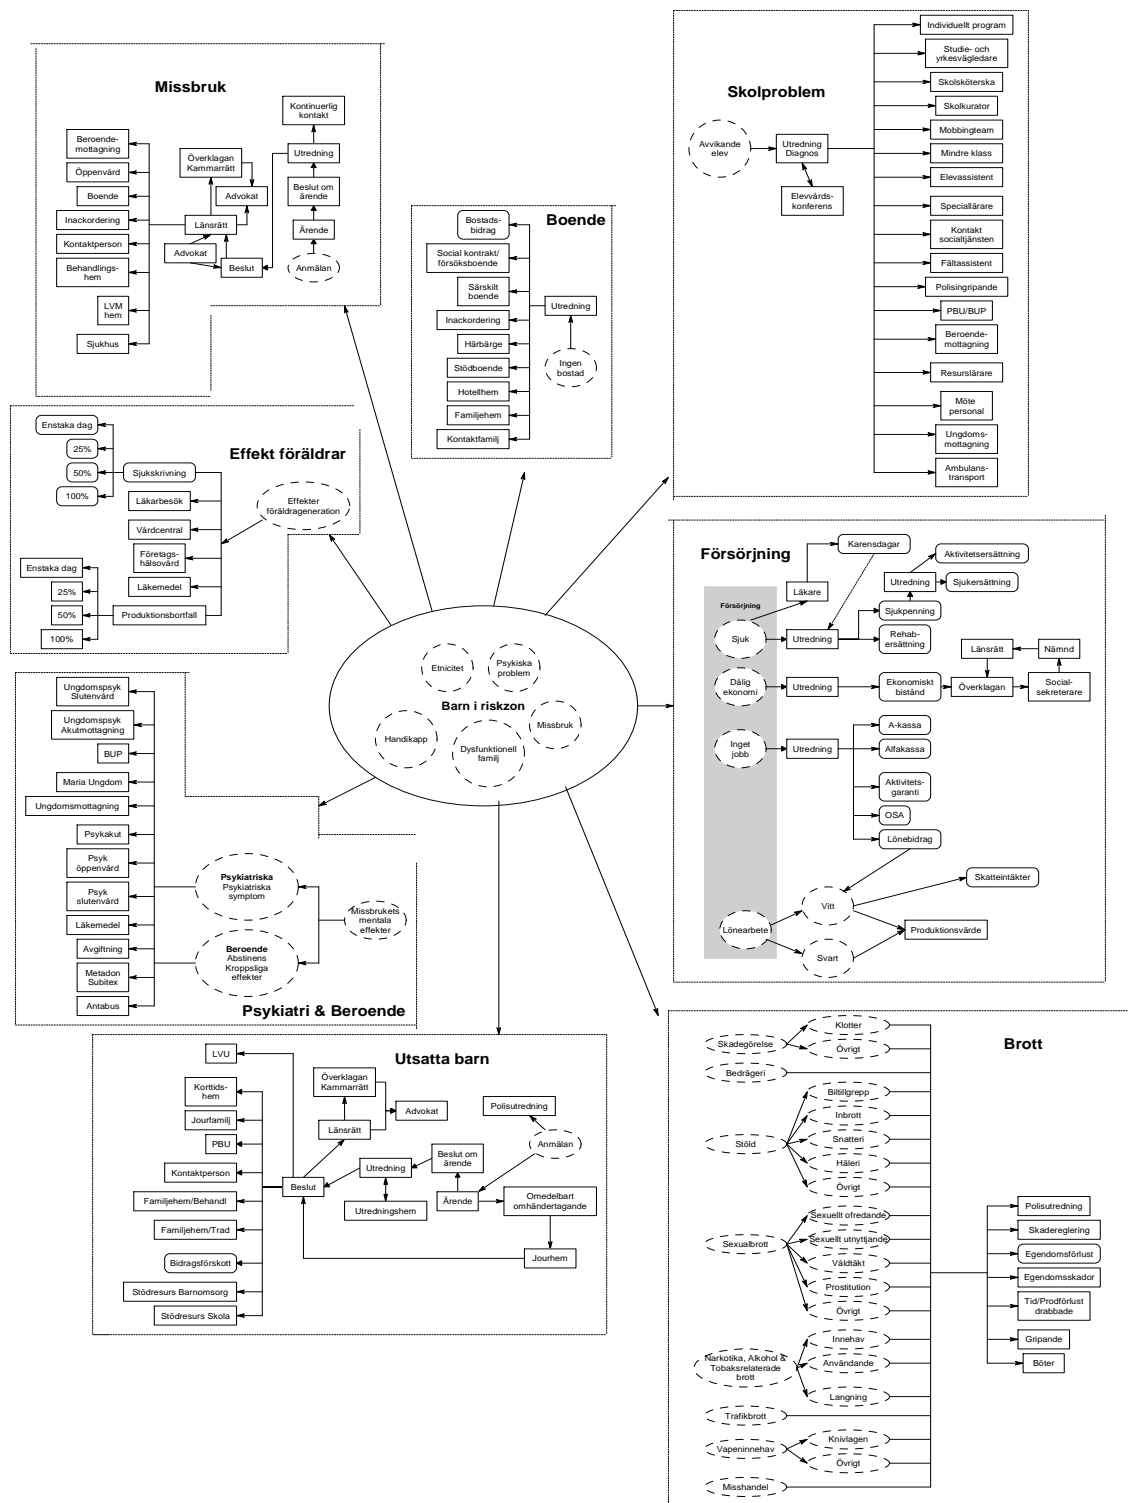 Missbruk
Kontinuerlig
kontakt
Beroende-
mottagning
Öppenvård
Boende
Inackordering
Kontaktperson
Behandlings-
hem
LVM
hem
Sjukhus
Överklagan
Kammarrätt
Advokat
Länsrätt
Advokat
Beslut
Utredning
Beslut om
ärende
Ärende
Anmälan
Boende
Bostads-
bidrag
Social kontrakt/
försöksboende
Särskilt
boende
Inackordering
Härbärge
Stödboende
Hotellhem
Familjehem
Kontaktfamilj
Utredning
Ingen
bostad
Skolproblem
Avvikande
elev
Utredning
Diagnos
Elevvårds-
konferens
Individuellt program
Studie- och
yrkesvägledare
Skolsköterska
Skolkurator
Mobbingteam
Mindre klass
Elevassistent
Speciallärare
Kontakt
socialtjänsten
Fältassistent
Polisingripande
PBU/BUP
Beroende-
mottagning
Resurslärare
Möte
personal
Ungdoms-
mottagning
Ambulans-
transport
Effekt föräldrar
Enstaka dag
25%
50%
100%
Sjukskrivning
Läkarbesök
Vårdcentral
Företags-
hälsovård
Läkemedel
Produktionsbortfall
Enstaka dag
25%
50%
100%
Effekter
föräldrageneration
Barn i riskzon
Etnicitet
Psykiska
problem
Handikapp
Dysfunktionell
familj
Missbruk
Försörjning
Försörjning
Sjuk
Dålig
ekonomi
Inget
jobb
Lönearbete
Läkare
Karensdagar
Utredning
Sjukpenning
Rehab-
ersättning
Utredning
Aktivitetsersättning
Sjukersättning
Utredning
Ekonomiskt
bistånd
Överklagan
Länsrätt
Nämnd
Social-
sekreterare
Utredning
A-kassa
Alfakassa
Aktivitets-
garanti
OSA
Lönebidrag
Vitt
Svart
Skatteintäkter
Produktionsvärde
Ungdomspsyk
Slutenvård
Ungdomspsyk
Akutmottagning
BUP
Maria Ungdom
Ungdomsmottagning
Psykakut
Psyk
öppenvård
Psyk
slutenvård
Läkemedel
Avgiftning
Metadon
Subitex
Antabus
Psykiatriska
Psykiatriska
symptom
Beroende
Abstinens
Kroppsliga
effekter
Missbrukets
mentala
effekter
Psykiatri & Beroende
Utsatta barn
LVU
Korttids-
hem
Jourfamilj
PBU
Kontaktperson
Familjehem/Behandl
Familjehem/Trad
Bidragsförskott
Stödresurs Barnomsorg
Stödresurs Skola
Beslut
Överklagan
Kammarrätt
Länsrätt
Advokat
Utredning
Utredningshem
Beslut om
ärende
Ärende
Polisutredning
Anmälan
Omedelbart
omhändertagande
Jourhem
Brott
Skadegörelse
Klotter
Övrigt
Bedrägeri
Stöld
Biltillgrepp
Inbrott
Snatteri
Häleri
Övrigt
Sexualbrott
Sexuellt ofredande
Sexuellt utnyttjande
Våldtäkt
Prostitution
Övrigt
Narkotika, Alkohol &
Tobaksrelaterade
brott
Innehav
Användande
Langning
Trafikbrott
Vapeninnehav
Knivlagen
Övrigt
Misshandel
Polisutredning
Skadereglering
Egendomsförlust
Egendomsskador
Tid/Prodförlust
drabbade
Gripande
Böter